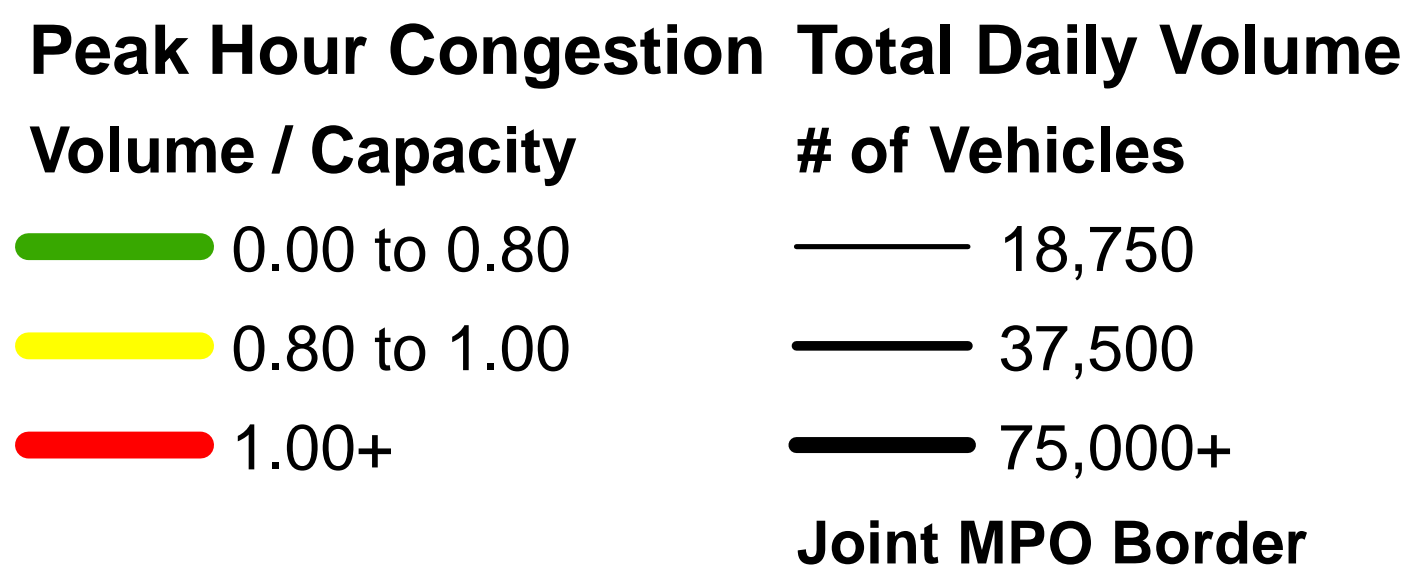 Peak Hour Congestion
Volume / Capacity
0.00 to 0.80
0.80 to 1.00
1.00+
Total Daily Volume
# of Vehicles
18,750
37,500
75,000+
Joint MPO Border